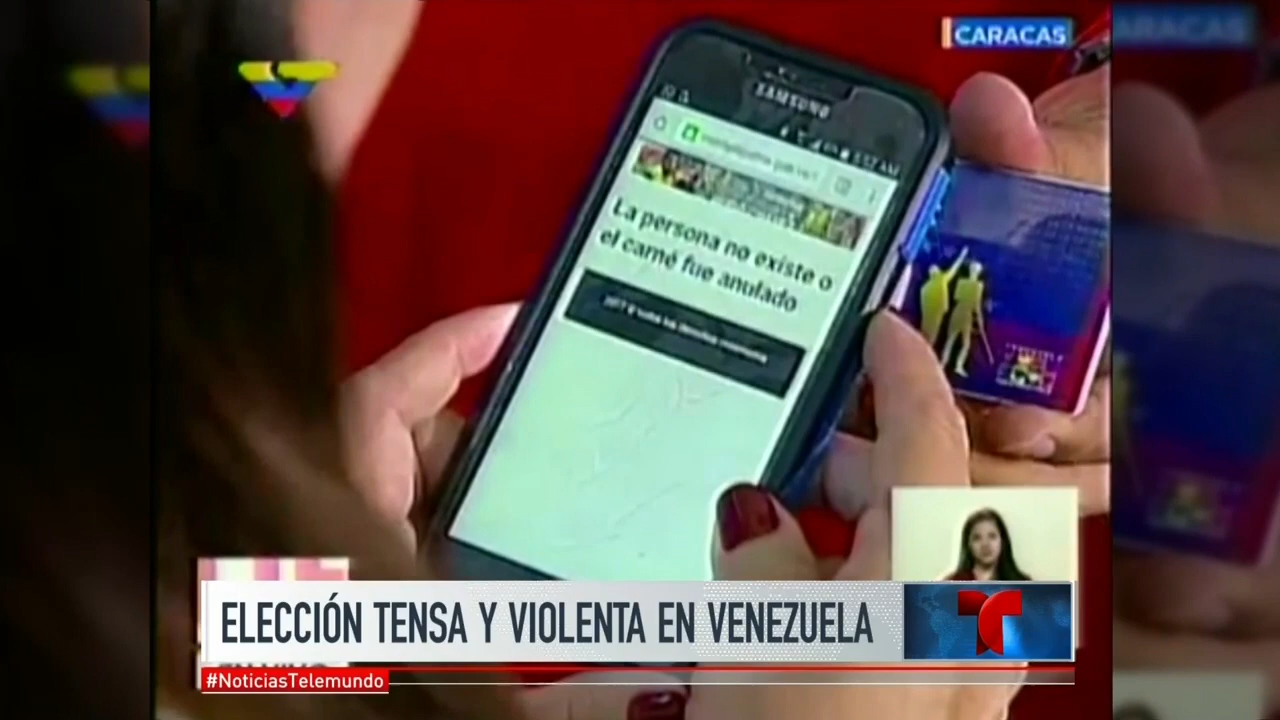 CARACAS
SAMSUNG
La persona no existe o
el carné fue anulado
ELECCIÓN TENSA Y VIOLENTA EN VENEZUELA
#NoticiasTelemundo